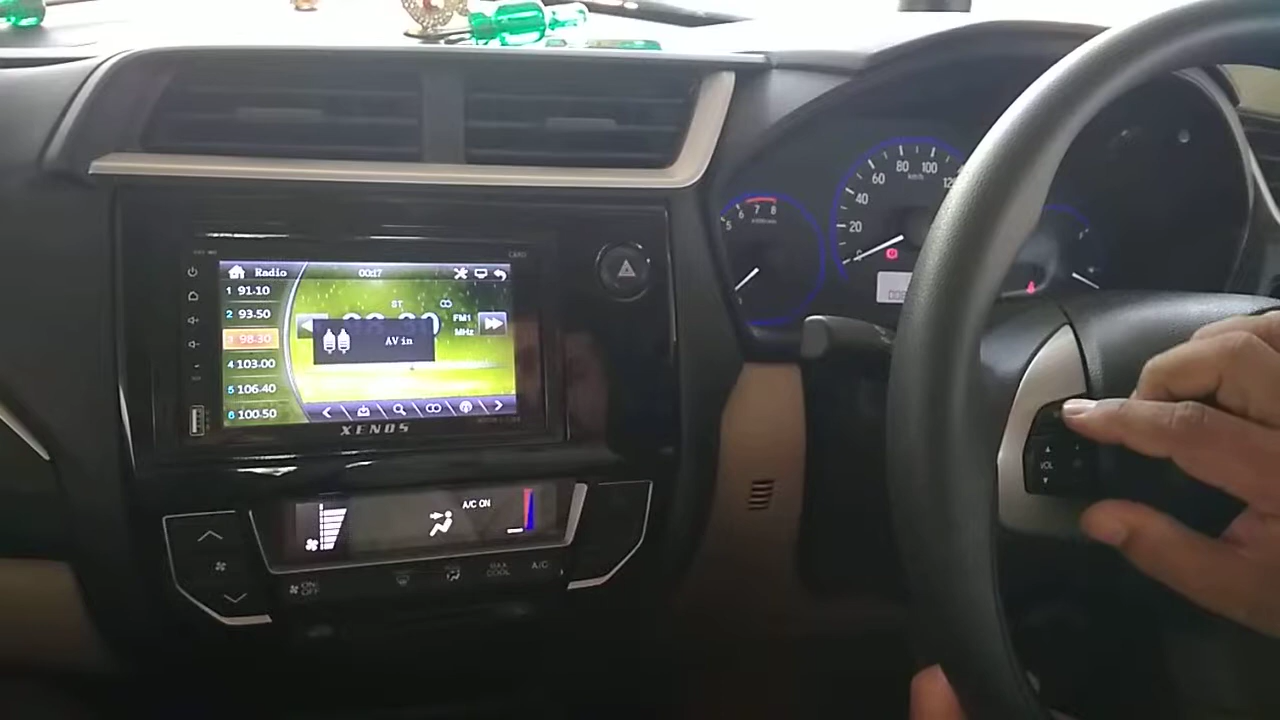 Radio
00:17
1 91.10
2 93.50
3 98.30
4 103.00
5 106.40
6 100.50
ST
FM1
MHz
AV in
XENOS
A/C ON
ON/
OFF
MAX
COOL
A/C
5 6 7 8
20 40 60 80 100
km/h
VOL